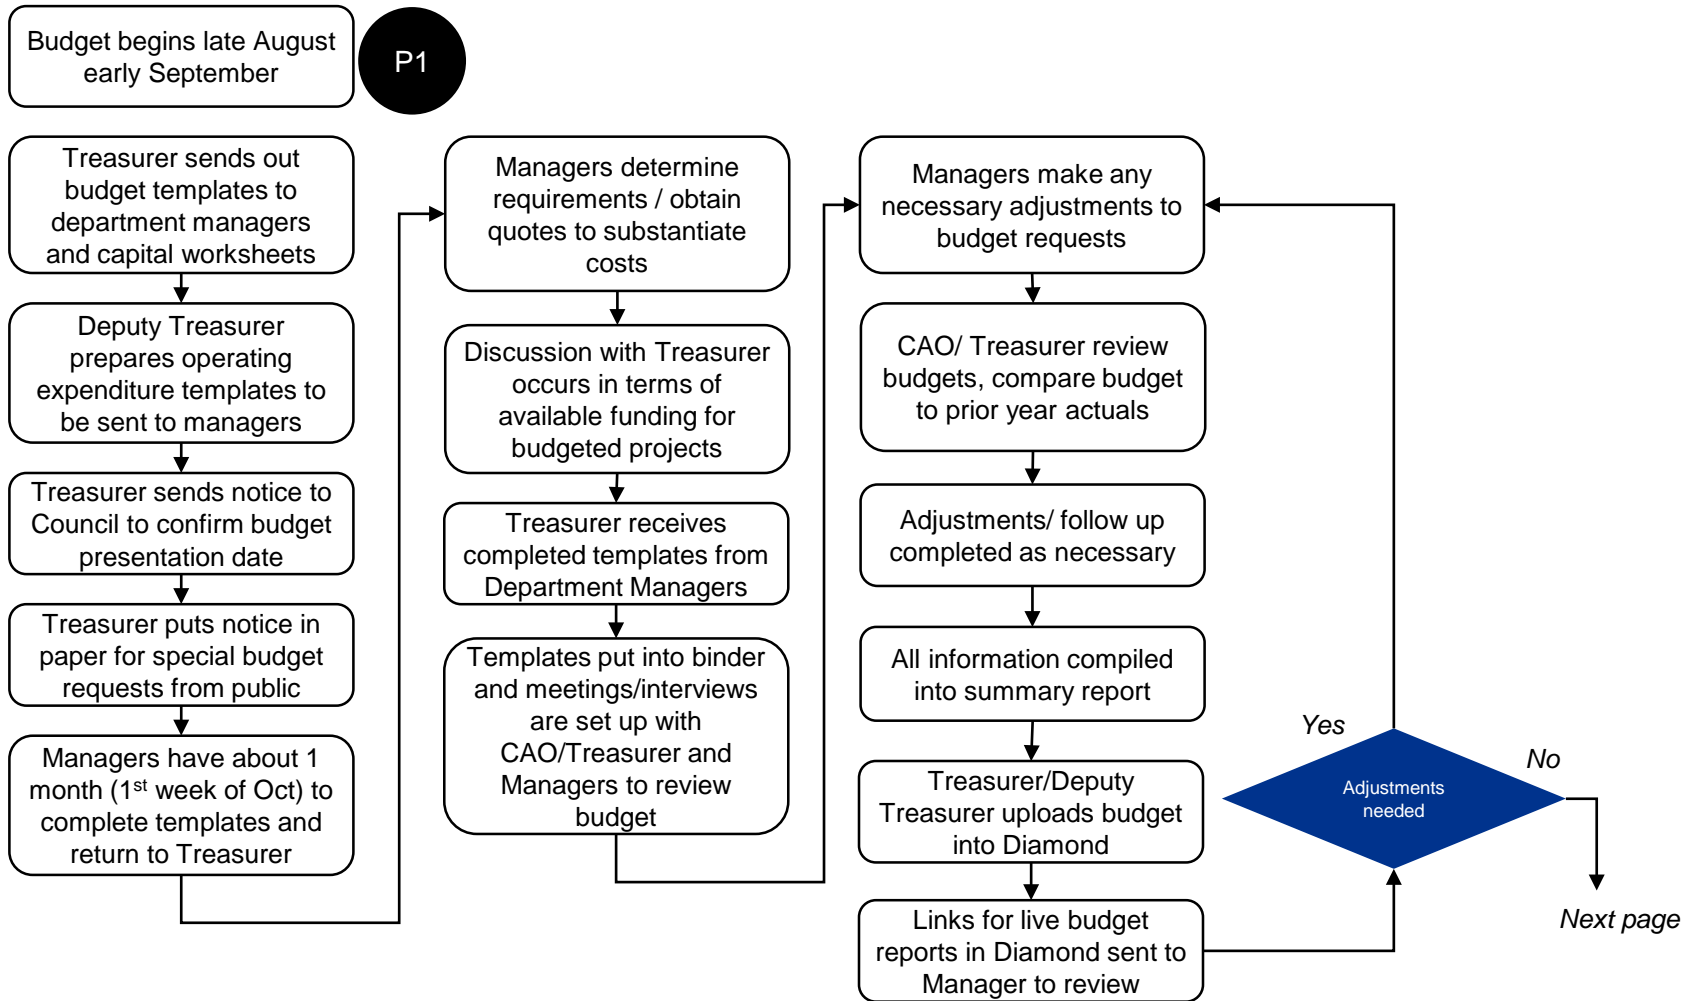 Budget begins late August
early September
P1
Treasurer sends out
budget templates to
department managers
and capital worksheets
Deputy Treasurer
prepares operating
expenditure templates to
be sent to managers
Treasurer sends notice to
Council to confirm budget
presentation date
Treasurer puts notice in
paper for special budget
requests from public
Managers have about 1
month (1st week of Oct) to
complete templates and
return to Treasurer
Managers determine
requirements / obtain
quotes to substantiate
costs
Discussion with Treasurer
occurs in terms of
available funding for
budgeted projects
Treasurer receives
completed templates from
Department Managers
Templates put into binder
and meetings/interviews
are set up with
CAO/Treasurer and
Managers to review
budget
Managers make any
necessary adjustments to
budget requests
CAO/ Treasurer review
budgets, compare budget
to prior year actuals
Adjustments/ follow up
completed as necessary
All information compiled
into summary report
Treasurer/Deputy
Treasurer uploads budget
into Diamond
Links for live budget
reports in Diamond sent to
Manager to review
Yes
No
Adjustments
needed
Next page